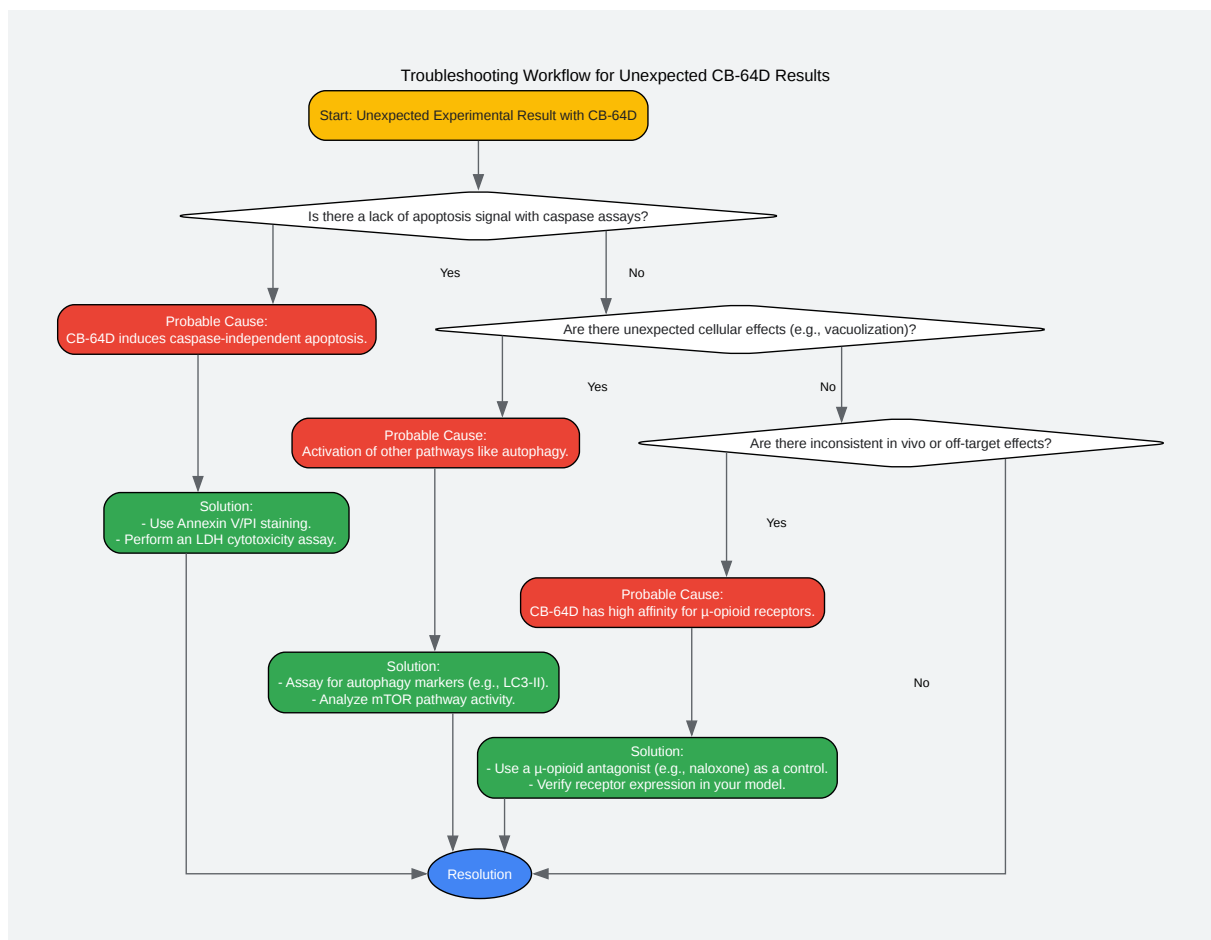 Troubleshooting Workflow for Unexpected CB-64D Results
Start: Unexpected Experimental Result with CB-64D
Is there a lack of apoptosis signal with caspase assays?
Yes
No
Probable Cause:
CB-64D induces caspase-independent apoptosis.
Are there unexpected cellular effects (e.g., vacuolization)?
Yes
No
Probable Cause:
Activation of other pathways like autophagy.
Are there inconsistent in vivo or off-target effects?
Solution:
- Use Annexin V/PI staining.
- Perform an LDH cytotoxicity assay.
Yes
Probable Cause:
CB-64D has high affinity for µ-opioid receptors.
Solution:
- Assay for autophagy markers (e.g., LC3-II).
- Analyze mTOR pathway activity.
No
Solution:
- Use a µ-opioid antagonist (e.g., naloxone) as a control.
- Verify receptor expression in your model.
Resolution